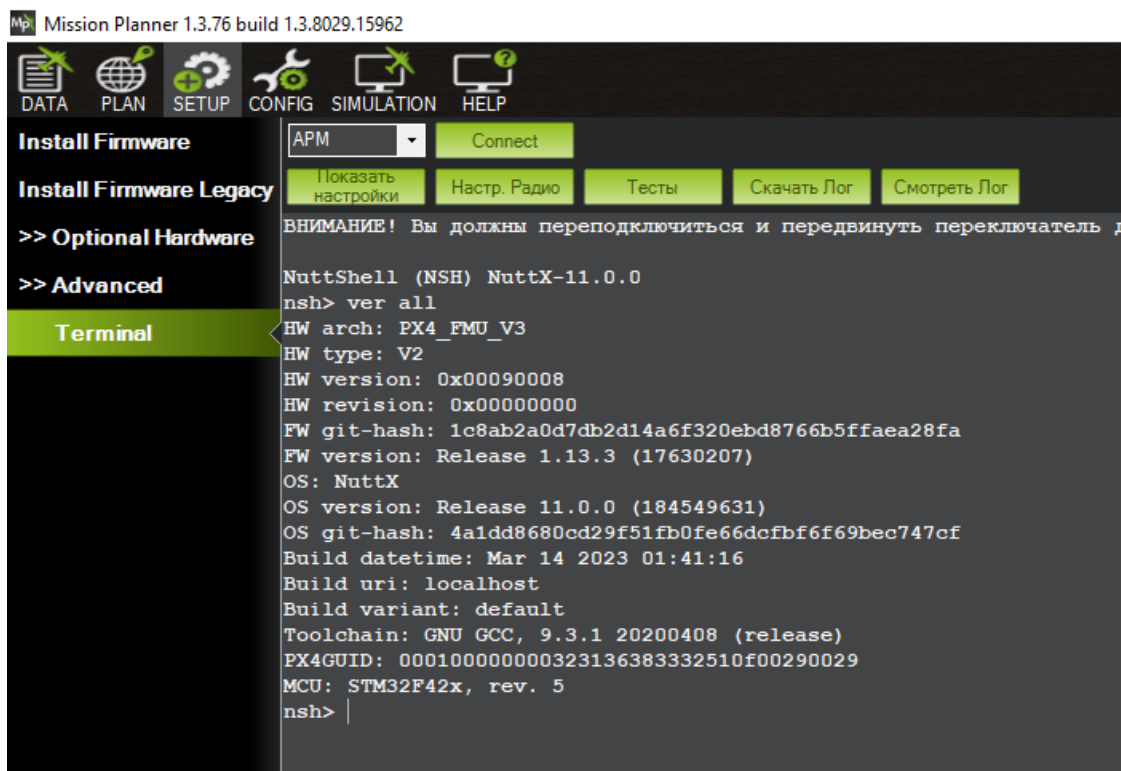 Mission Planner 1.3.76 build 1.3.8029.15962
DATA PLAN SETUP CONFIG SIMULATION HELP
Install Firmware
Install Firmware Legacy
>> Optional Hardware
>> Advanced
Terminal
APM Connect
Показать настройки Настр. Радио Тесты Скачать Лог Смотреть Лог
ВНИМАНИЕ! Вы должны переподключиться и передвинуть переключатель
NuttShell (NSH) NuttX-11.0.0
nsh> ver all
HW arch: PX4_FMU_V3
HW type: V2
HW version: 0x00090008
HW revision: 0x00000000
FW git-hash: 1c8ab2a0d7db2d14a6f320ebd8766b5ffaea28fa
FW version: Release 1.13.3 (17630207)
OS: NuttX
OS version: Release 11.0.0 (184549631)
OS git-hash: 4a1dd8680cd29f51fb0fe66dcfbf6f69bec747cf
Build datetime: Mar 14 2023 01:41:16
Build uri: localhost
Build variant: default
Toolchain: GNU GCC, 9.3.1 20200408 (release)
PX4GUID: 000100000000323136383332510f00290029
MCU: STM32F42x, rev. 5
nsh>